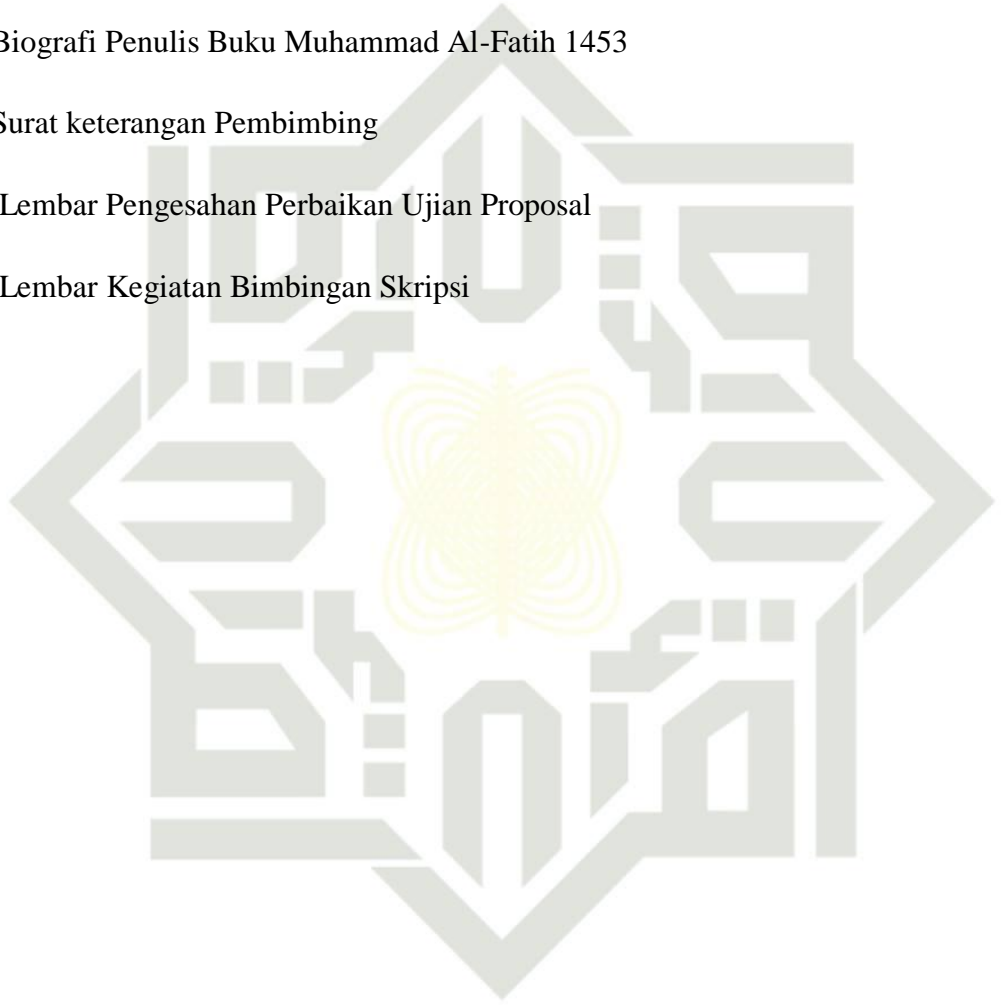 Biografi Penulis Buku Muhammad Al-Fatih 1453
Surat keterangan Pembimbing
Lembar Pengesahan Perbaikan Ujian Proposal
Lembar Kegiatan Bimbingan Skripsi